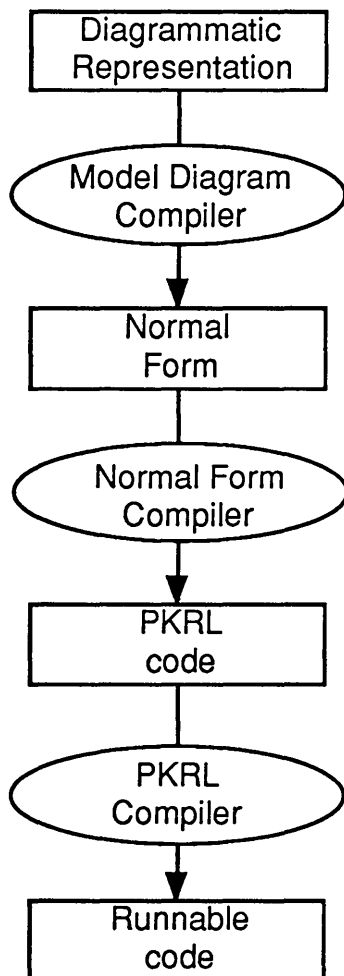 Diagrammatic
Representation
Model Diagram
Compiler
Normal
Form
Normal Form
Compiler
PKRL
code
PKRL
Compiler
Runnable
code